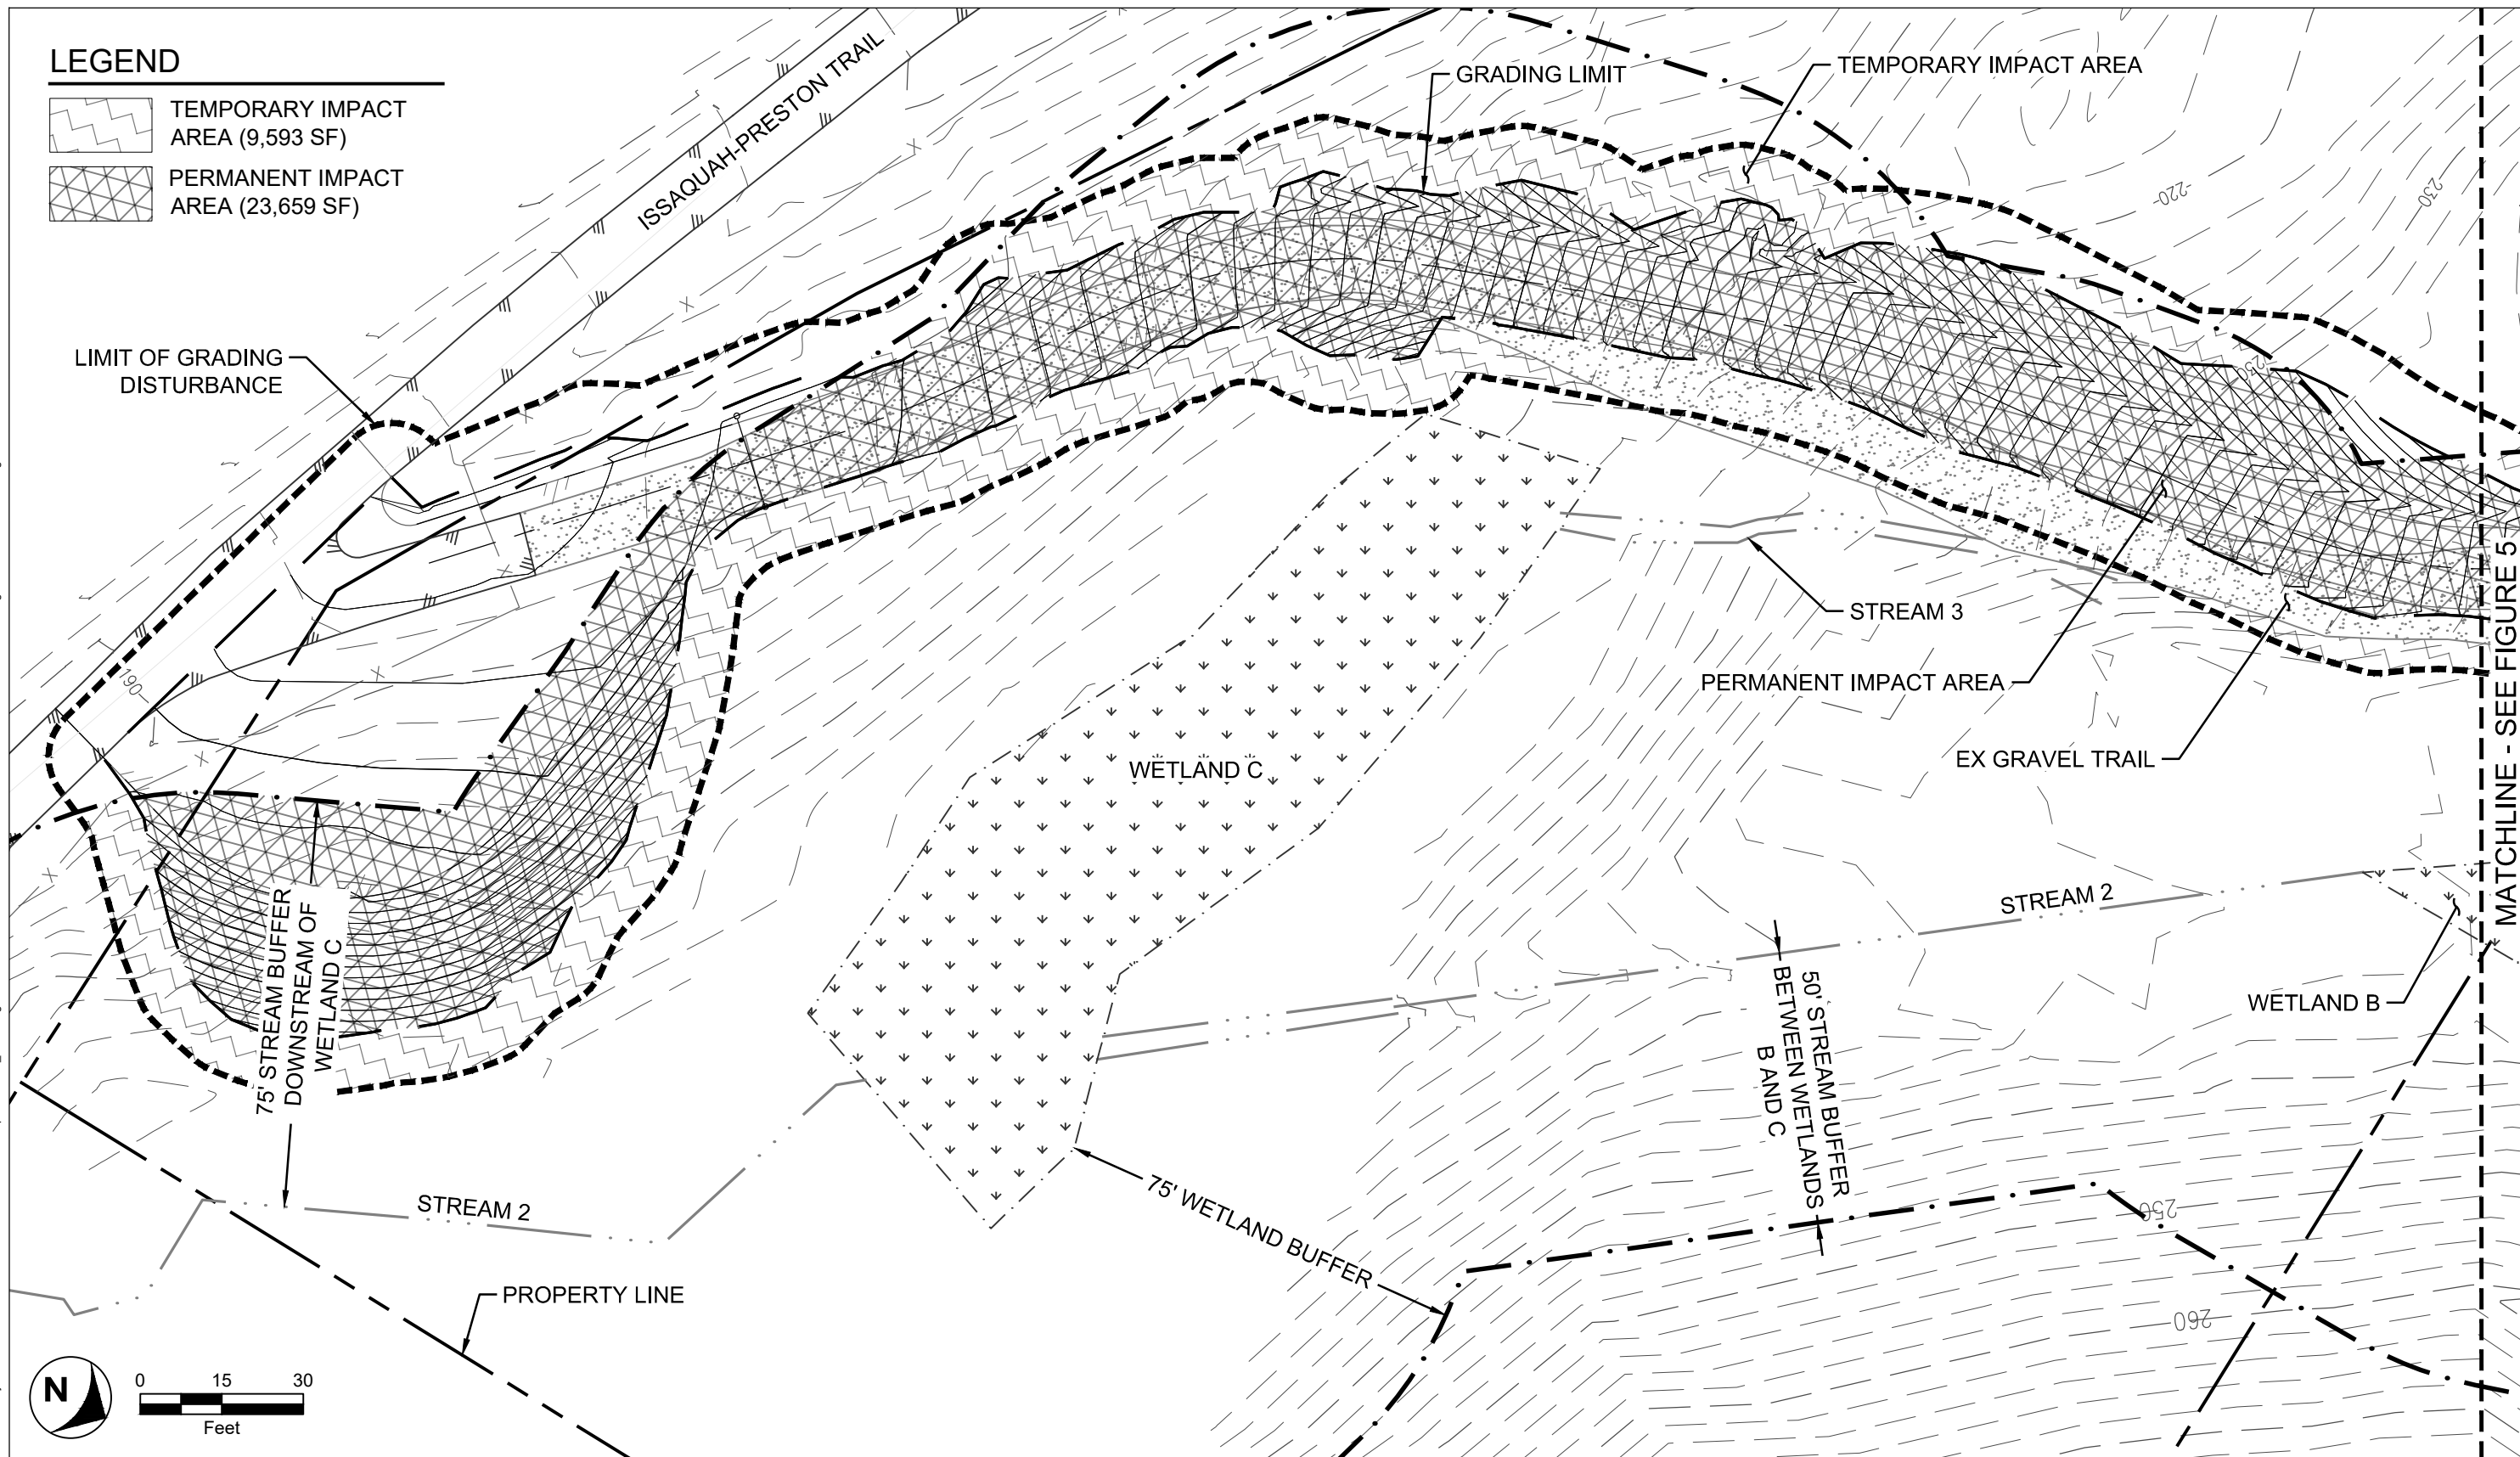 LEGEND
TEMPORARY IMPACT
AREA (9,593 SF)
PERMANENT IMPACT
AREA (23,659 SF)
ISSAQUAH-PRESTON TRAIL
GRADING LIMIT
TEMPORARY IMPACT AREA
220
230
LIMIT OF GRADING
DISTURBANCE
STREAM 3
PERMANENT IMPACT AREA
EX GRAVEL TRAIL
MATCHLINE - SEE FIGURE 5
190
WETLAND C
STREAM 2
WETLAND B
75' STREAM BUFFER
DOWNSTREAM OF
WETLAND C
50' STREAM BUFFER
BETWEEN WETLANDS
B AND C
75' WETLAND BUFFER
STREAM 2
250
260
PROPERTY LINE
N
0 15 30
Feet